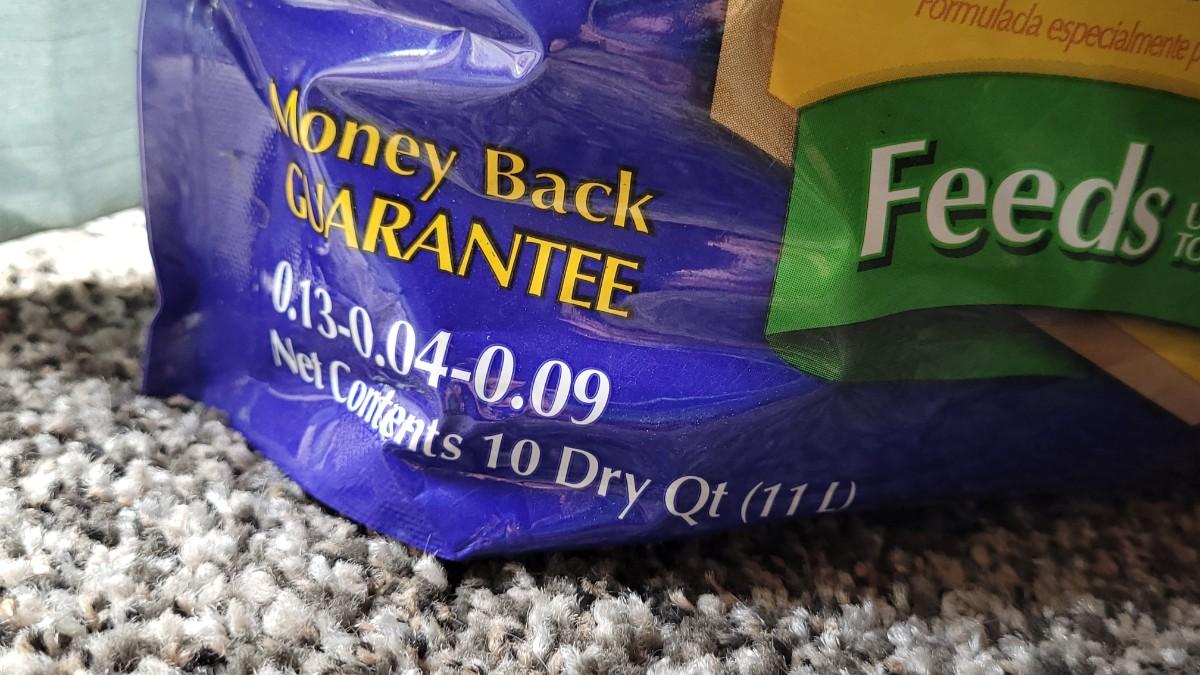 Formulada especialmente
Money Back
GUARANTEE
Feeds
0.13-0.04-0.09
Net Contents 10 Dry Qt (11 L)